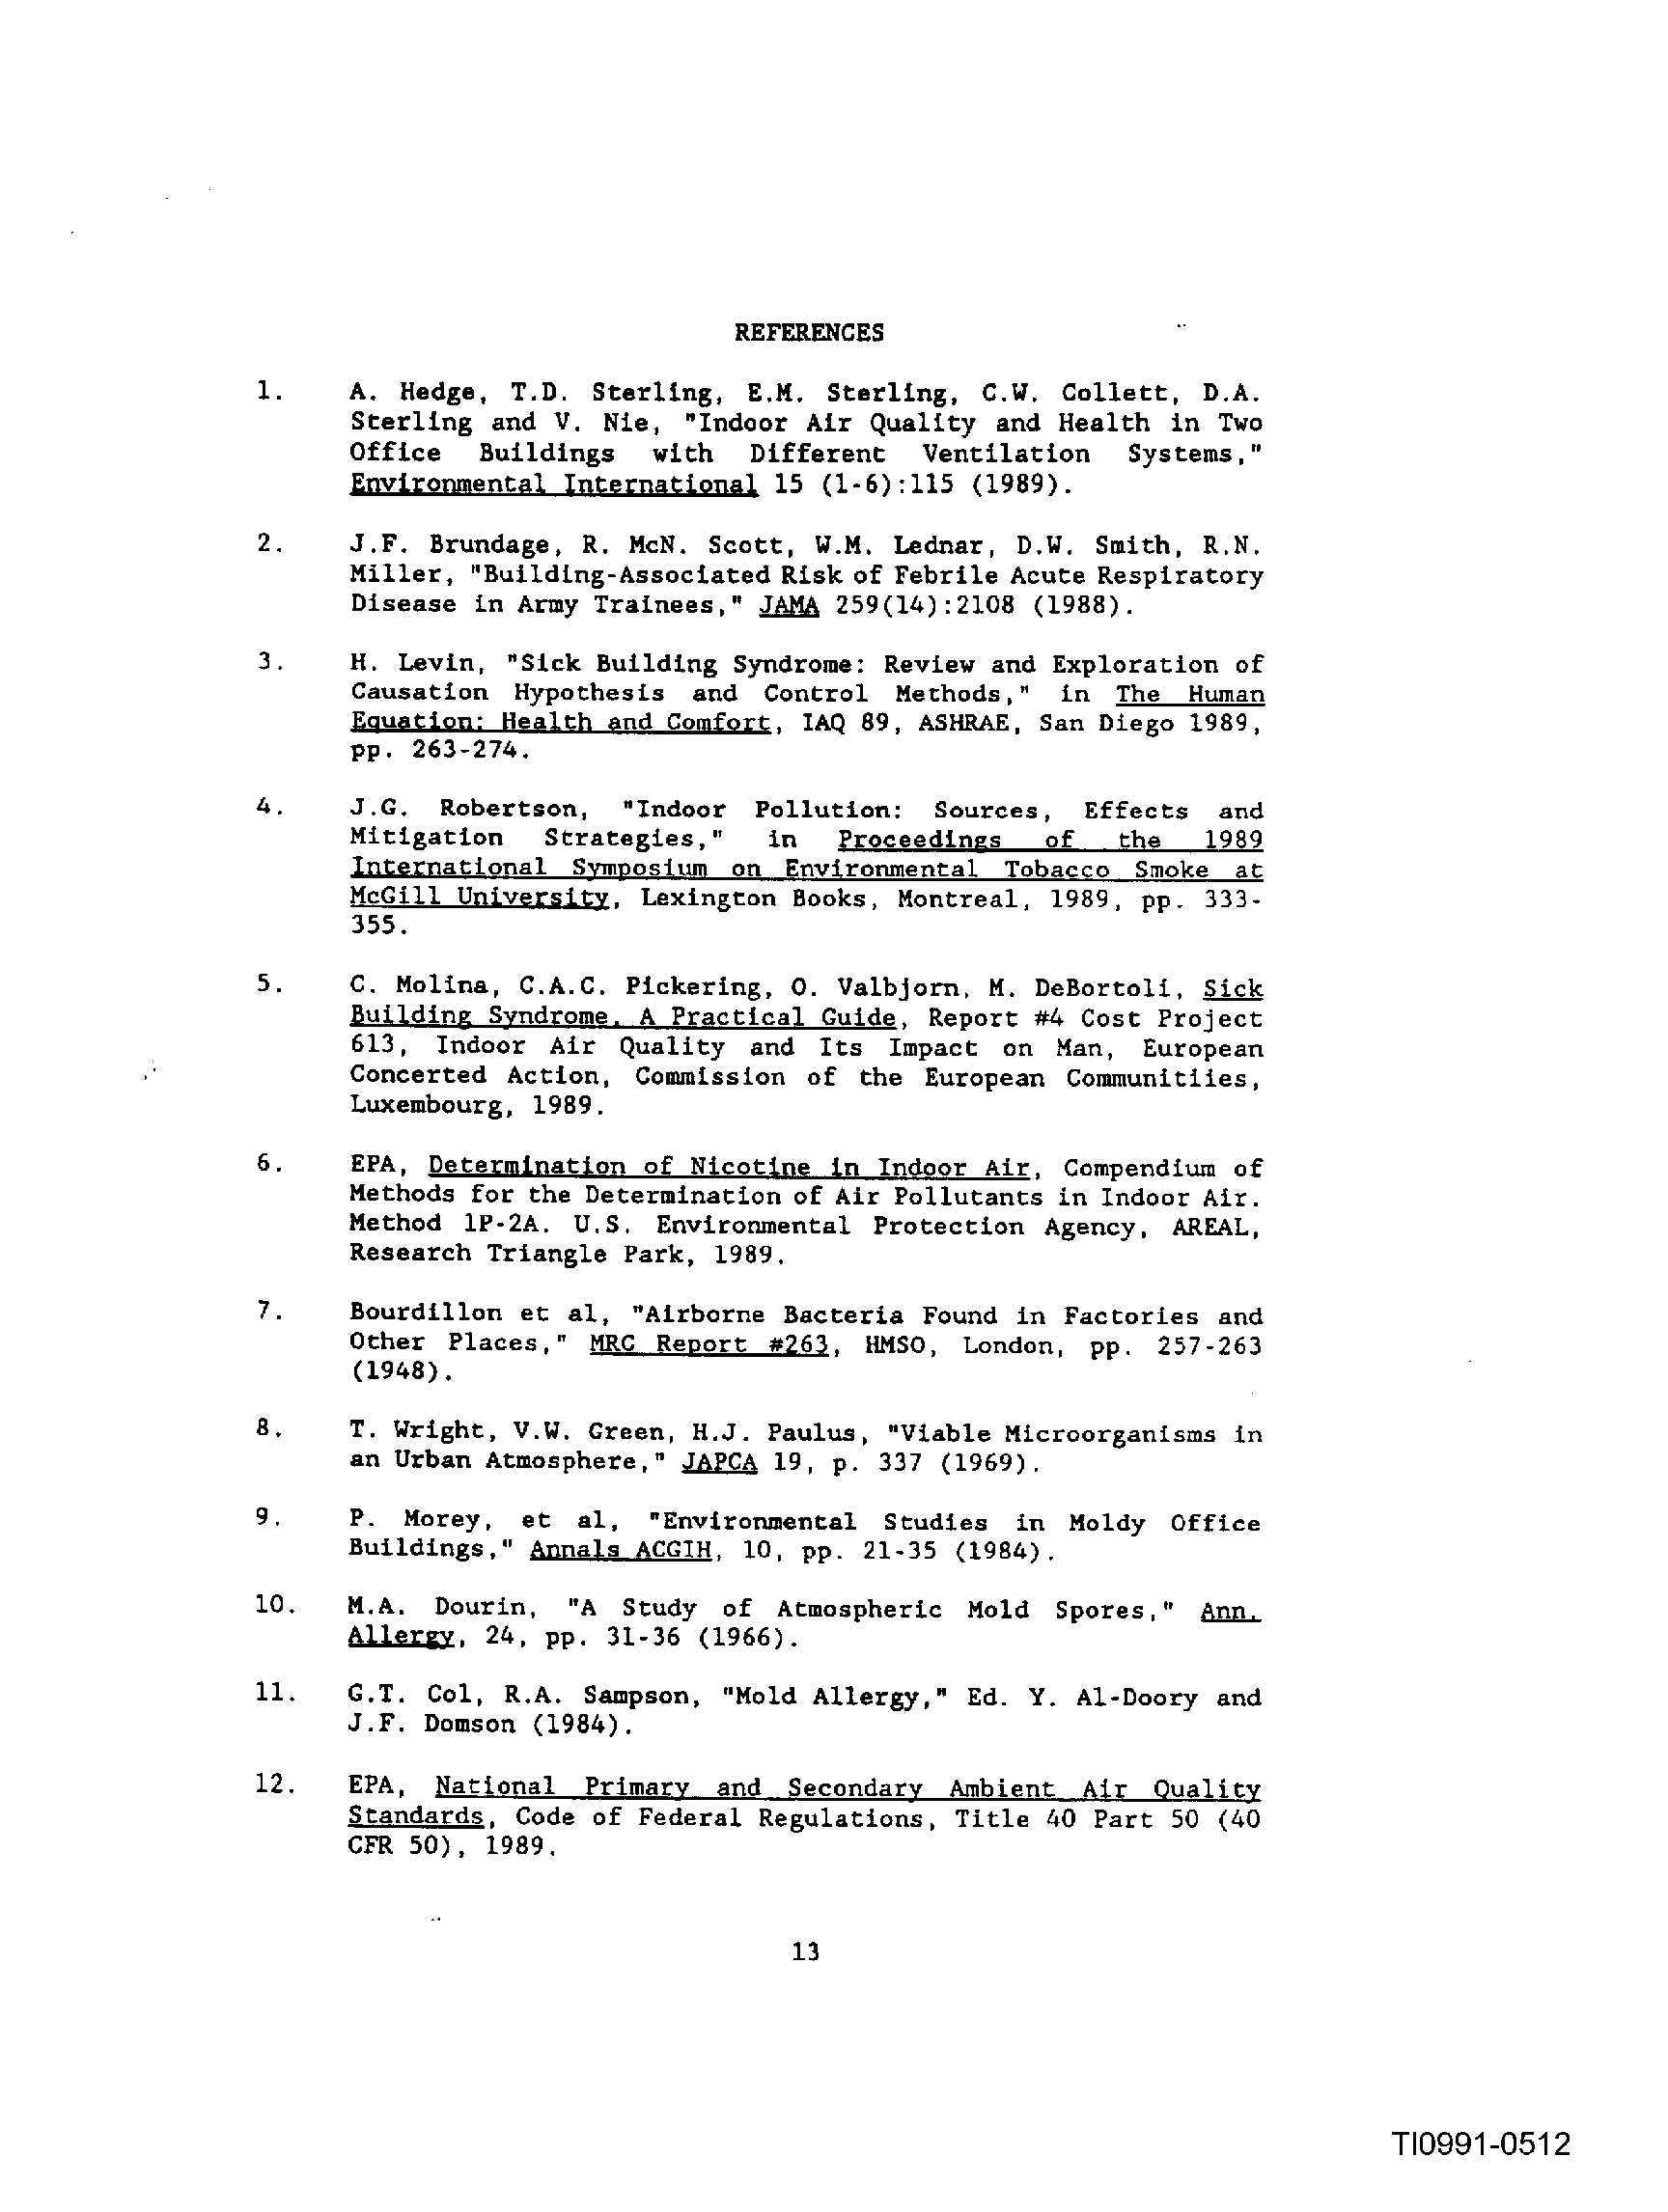 REFERENCES
1. A. Hedge, T.D. Sterling, E.M. Sterling, C.W. Collett, D.A.
Sterling and V. Nie, "Indoor Air Quality and Health in Two
Office Buildings with Different Ventilation Systems,"
Environmental International 15 (1-6):115 (1989).
2. J.F. Brundage, R. McN. Scott, W.M. Lednar, D.W. Smith, R.N.
Miller, "Building-Associated Risk of Febrile Acute Respiratory
Disease in Army Trainees," JAMA 259(14):2108 (1988).
3. H. Levin, "Sick Building Syndrome: Review and Exploration of
Causation Hypothesis and Control Methods," in The Human
Equation: Health and Comfort, IAQ 89, ASHRAE, San Diego 1989,
pp. 263-274.
4. J.G. Robertson, "Indoor Pollution: Sources, Effects and
Mitigation Strategies," in Proceedings of the 1989
International Symposium on Environmental Tobacco Smoke at
McGill University, Lexington Books, Montreal, 1989, pp. 333-
355.
5. C. Molina, C.A.C. Pickering, O. Valbjorn, M. DeBortoli, Sick
Building Syndrome, A Practical Guide, Report #4 Cost Project
613, Indoor Air Quality and Its Impact on Man, European
Concerted Action, Commission of the European Communitiies,
Luxembourg, 1989.
6. EPA, Determination of Nicotine in Indoor Air, Compendium of
Methods for the Determination of Air Pollutants in Indoor Air.
Method 1P-2A. U.S. Environmental Protection Agency, AREAL,
Research Triangle Park, 1989.
7. Bourdillon et al, "Airborne Bacteria Found in Factories and
Other Places," MRC Report #263, HMSO, London, pp. 257-263
(1948).
8. T. Wright, V.W. Green, H.J. Paulus, "Viable Microorganisms in
an Urban Atmosphere," JAPCA 19, p. 337 (1969).
9. P. Morey, et al, "Environmental Studies in Moldy Office
Buildings," Annals ACGIH, 10, pp. 21-35 (1984).
10. M.A. Dourin, "A Study of Atmospheric Mold Spores," Ann.
Allergy, 24, pp. 31-36 (1966).
11. G.T. Col, R.A. Sampson, "Mold Allergy," Ed. Y. Al-Doory and
J.F. Domson (1984).
12. EPA, National Primary and Secondary Ambient Air Quality
Standards, Code of Federal Regulations, Title 40 Part 50 (40
CFR 50), 1989.
13
TI0991-0512